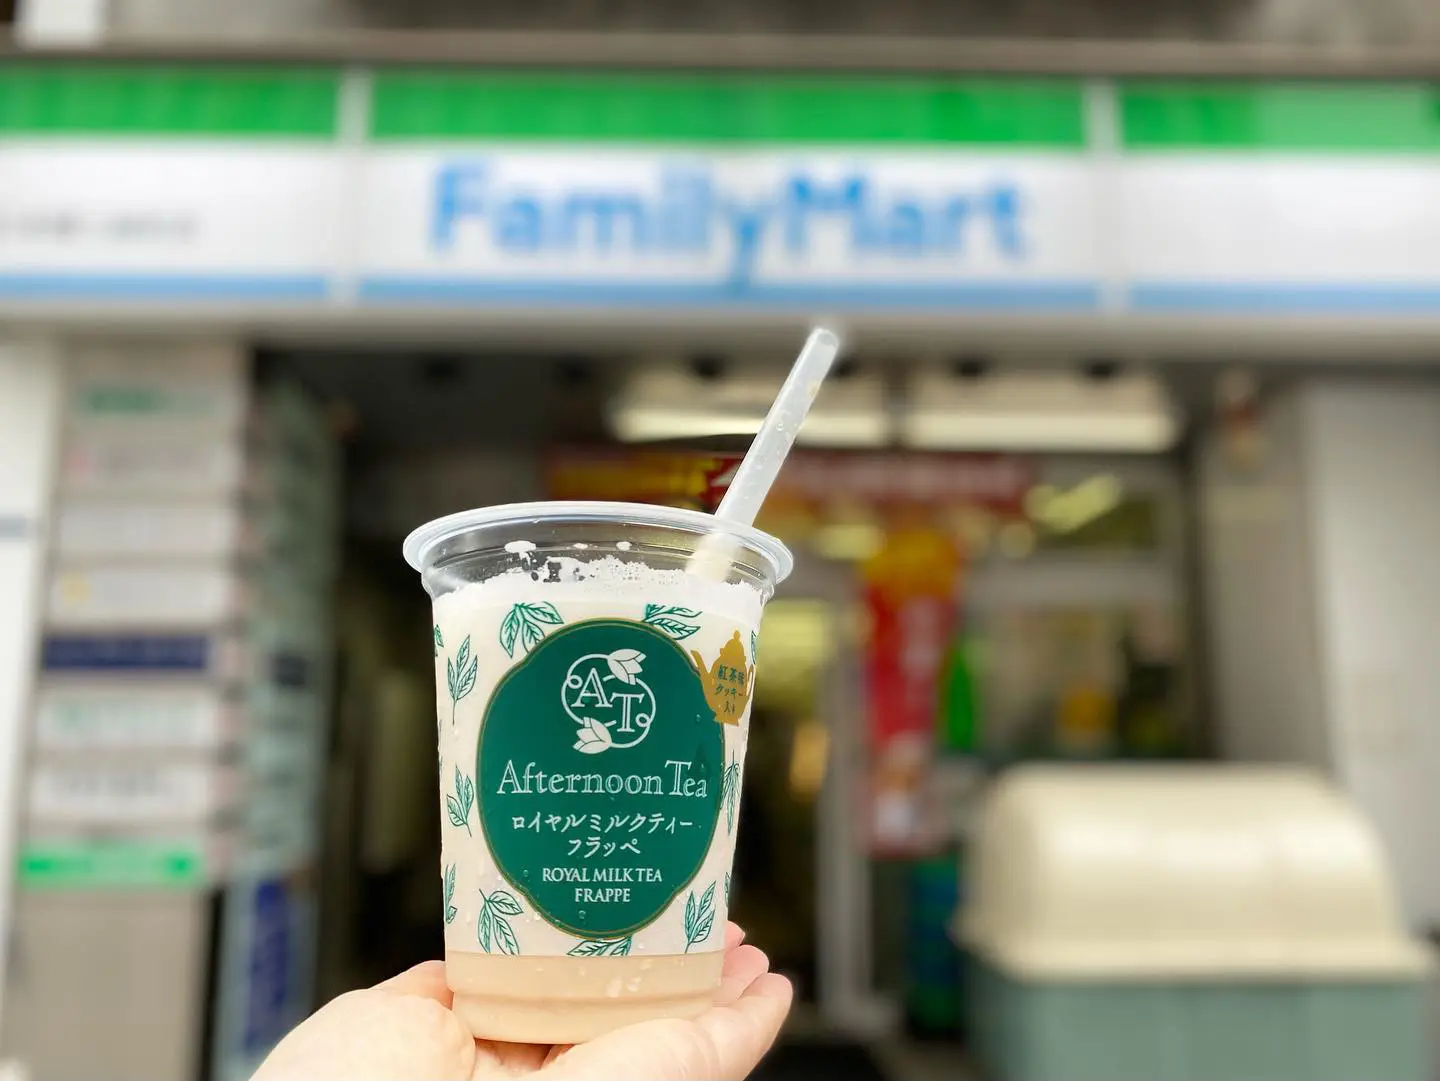 FamilyMart
AT
紅茶味
クッキー
入り
Afternoon Tea
ロイヤルミルクティー
フラッペ
ROYAL MILK TEA
FRAPPE